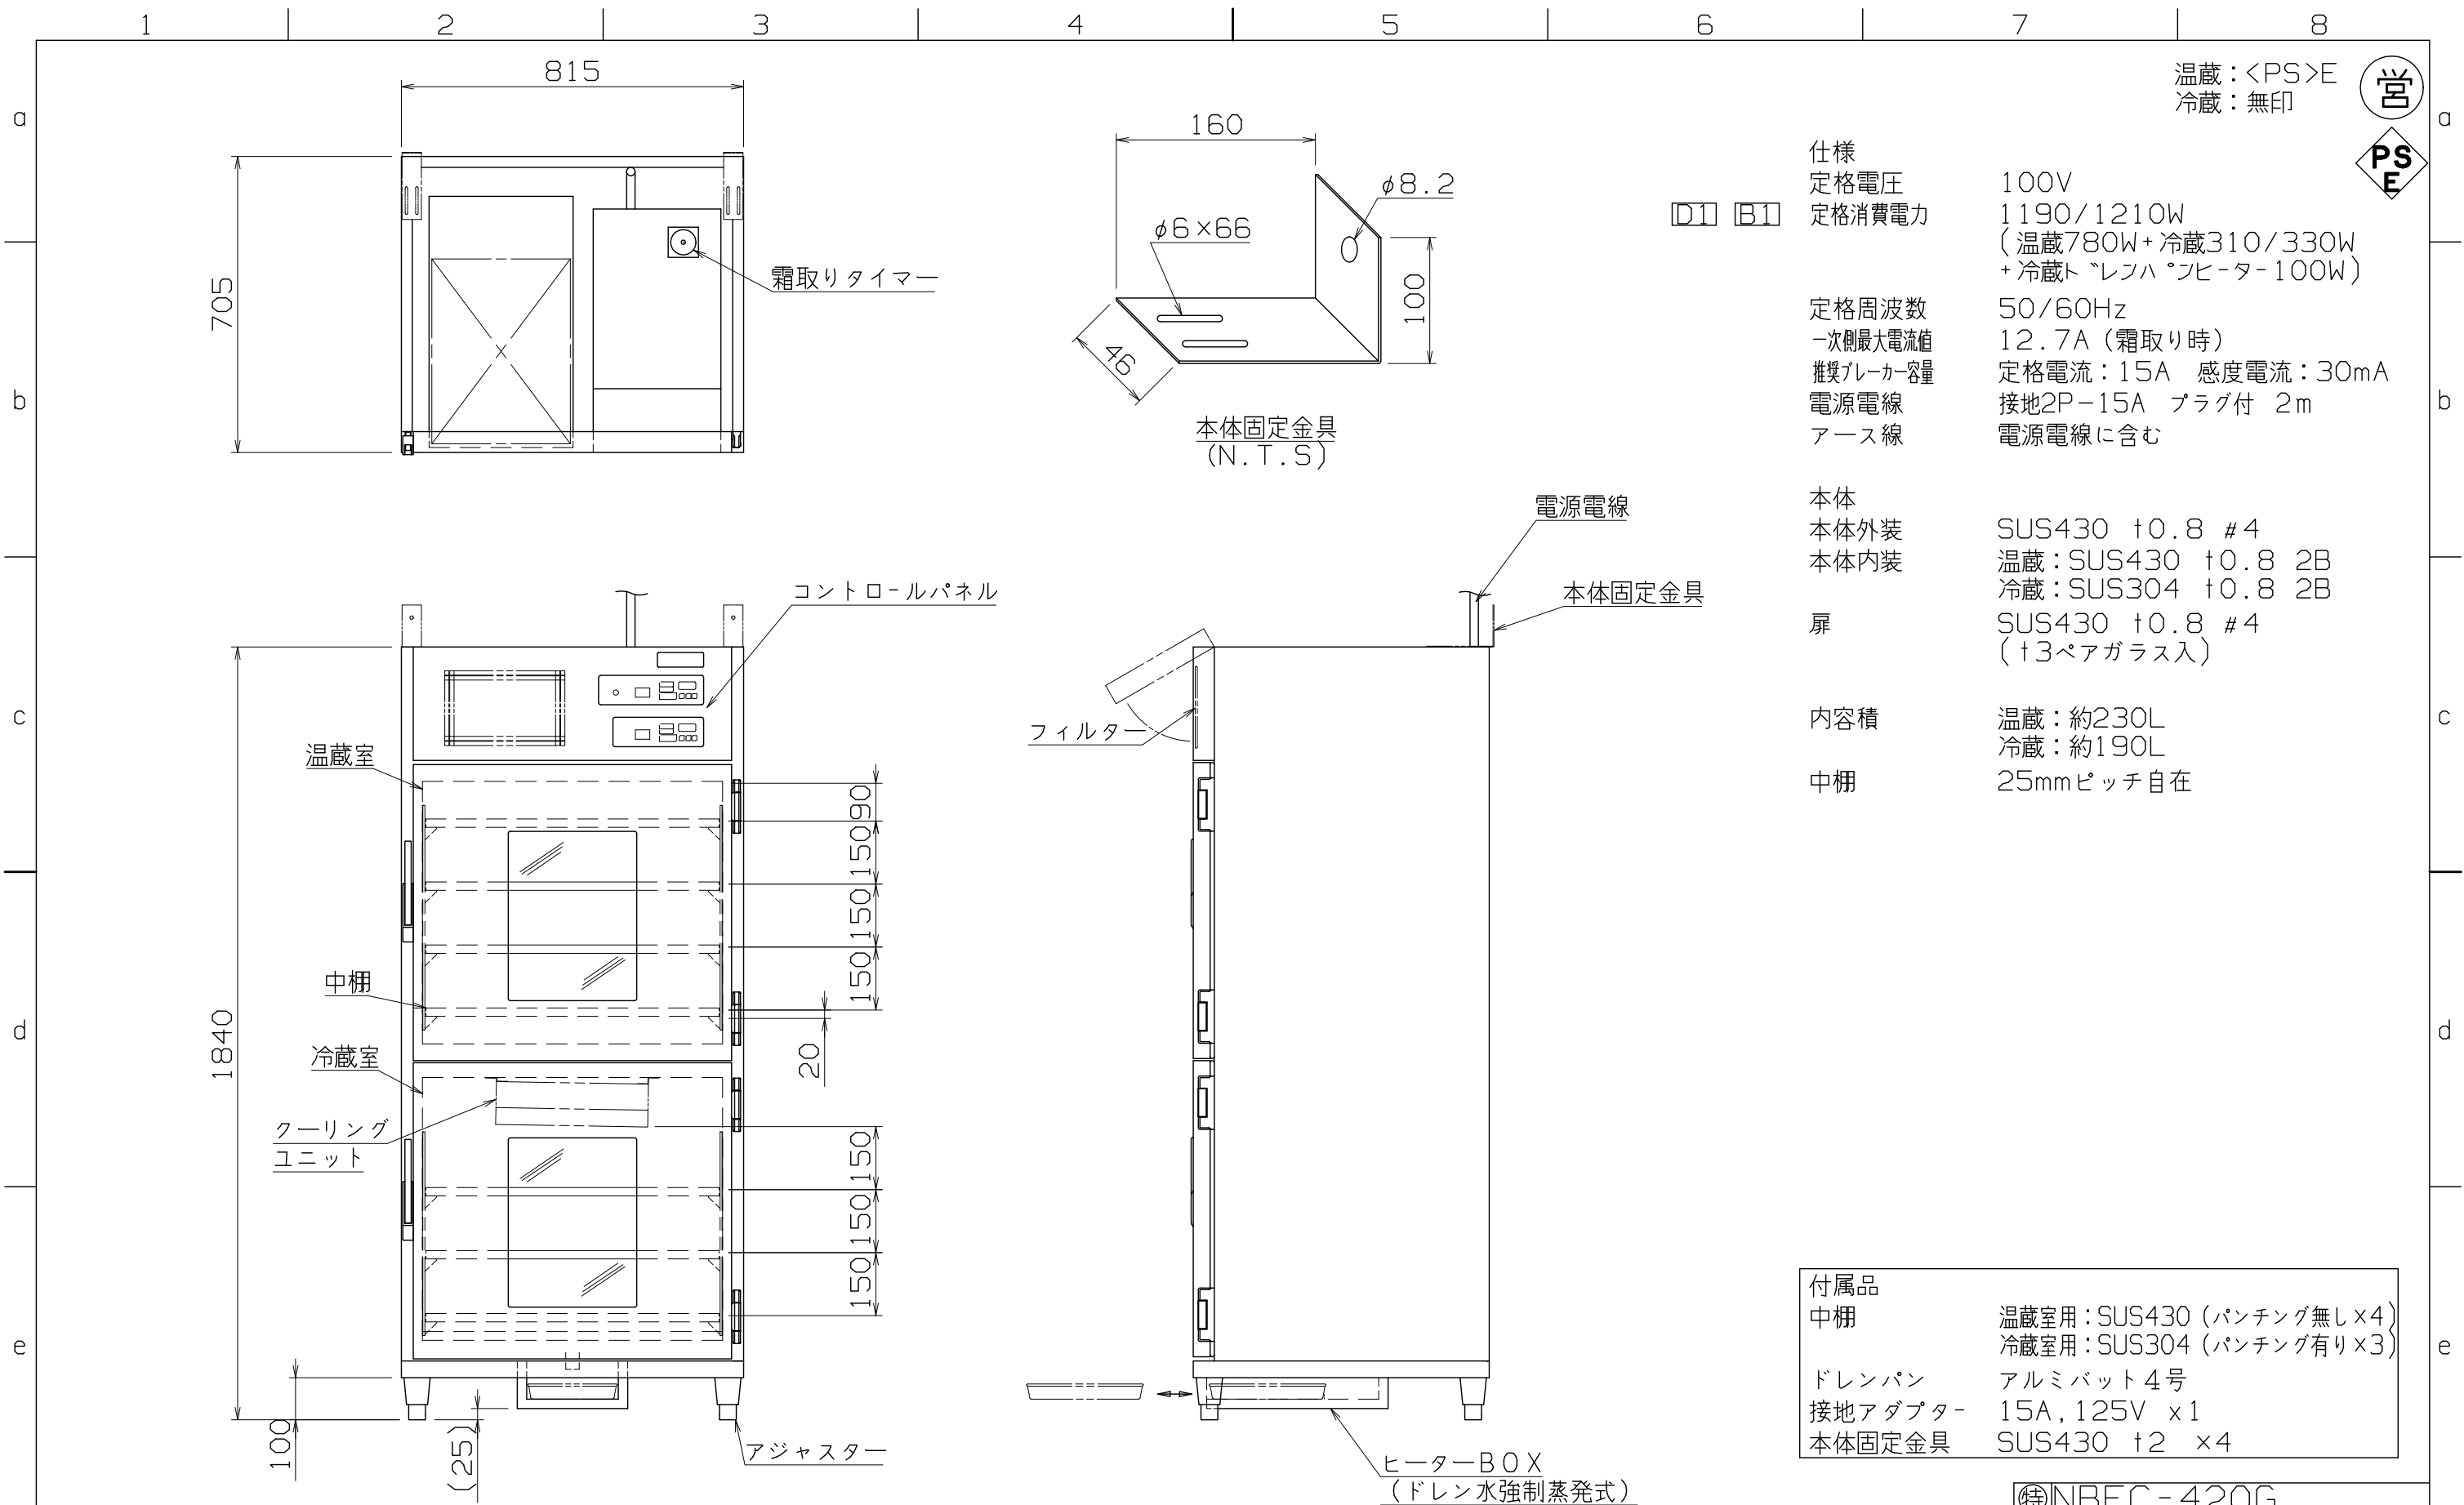 1 2 3 4 5 6 7 8
a
b
c
d
e
a
b
c
d
e
815
705
霜取りタイマー
160
φ8.2
φ6×66
100
46
本体固定金具
(N.T.S)
温蔵：<PS>E
冷蔵：無印
営
PS
E
仕様
定格電圧 100V
D1 B1 定格消費電力 1190/1210W
(温蔵780W+冷蔵310/330W
+冷蔵ドレンパンヒーター100W)
定格周波数 50/60Hz
一次側最大電流値 12.7A（霜取り時）
推奨ブレーカー容量 定格電流：15A 感度電流：30mA
電源電線 接地2P-15A プラグ付 2m
アース線 電源電線に含む
本体
本体外装 SUS430 t0.8 #4
本体内装 温蔵：SUS430 t0.8 2B
冷蔵：SUS304 t0.8 2B
扉 SUS430 t0.8 #4
(t3ペアガラス入)
内容積 温蔵：約230L
冷蔵：約190L
中棚 25mmピッチ自在
コントロールパネル
温蔵室
中棚
冷蔵室
クーリング
ユニット
1840
90
150
150
150
20
150
150
150
100
(25)
アジャスター
電源電線
本体固定金具
フィルター
ヒーターBOX
(ドレン水強制蒸発式)
付属品
中棚 温蔵室用：SUS430（パンチング無し×4）
冷蔵室用：SUS304（パンチング有り×3）
ドレンパン アルミバット4号
接地アダプター 15A,125V x1
本体固定金具 SUS430 t2 ×4
㊕NBFC-420G